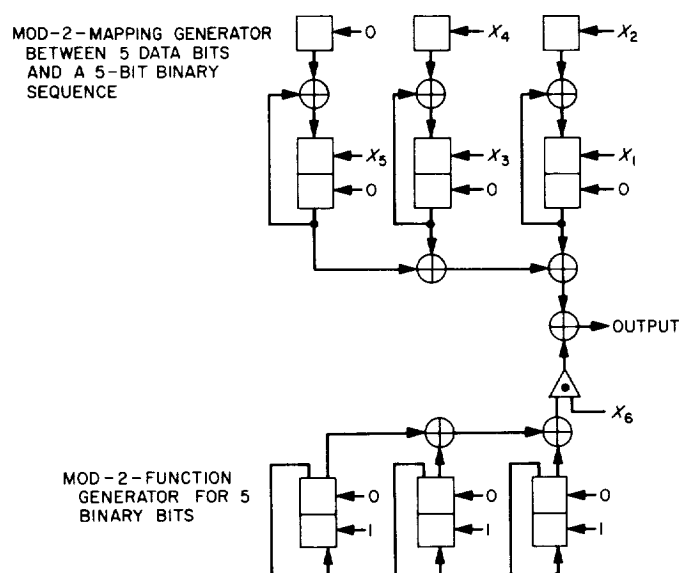 MOD-2-MAPPING GENERATOR
BETWEEN 5 DATA BITS
AND A 5-BIT BINARY
SEQUENCE
0
X4
X2
X5
X3
X1
0
0
0
OUTPUT
X6
MOD-2-FUNCTION
GENERATOR FOR 5
BINARY BITS
0
0
0
1
1
1